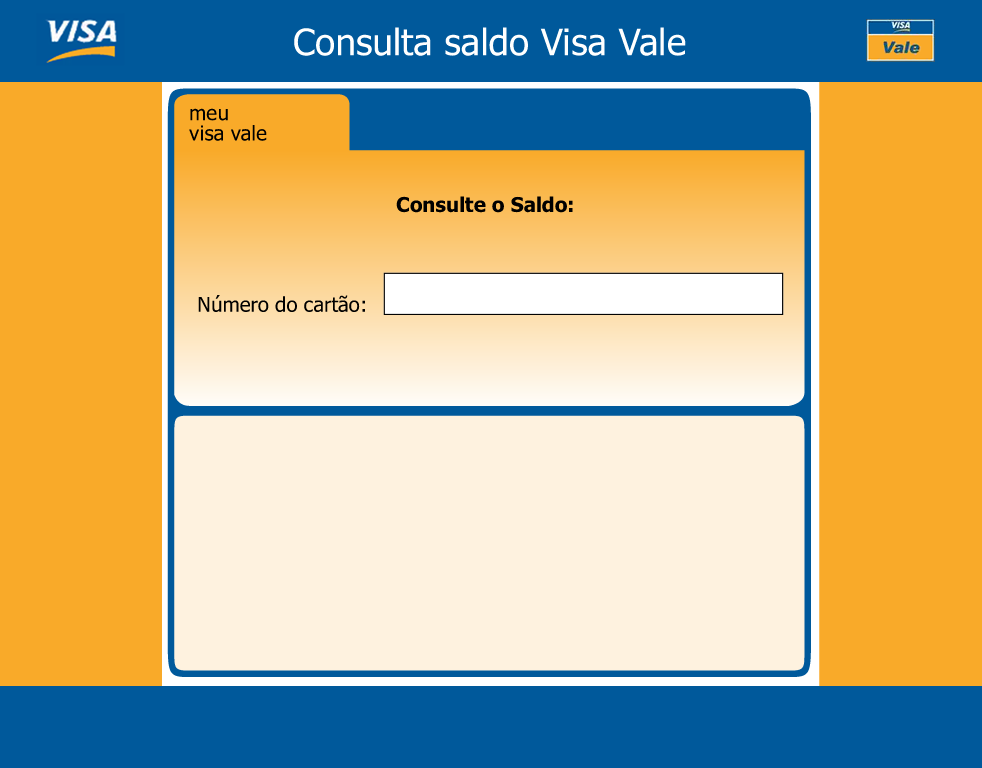 VISA
Consulta saldo Visa Vale
VISA
Vale
meu
visa vale
Consulte o Saldo:
Número do cartão: